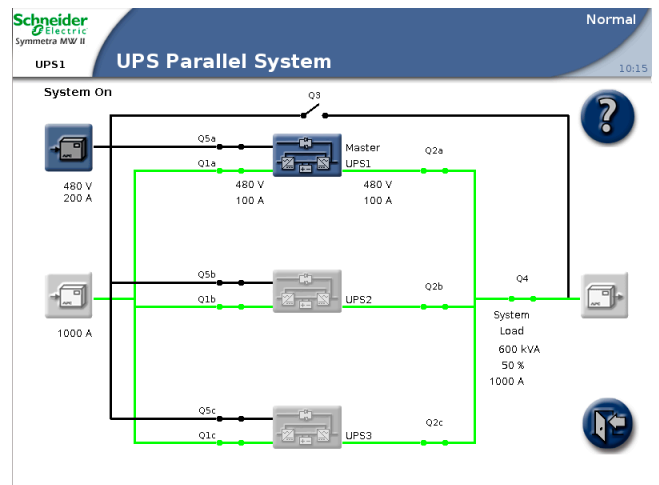 Schneider
Electric
Symmetra MW II
UPS1
UPS Parallel System
Normal
10:15
System On
Q3
?
Q5a
Q1a
Master
UPS1
Q2a
480 V
200 A
480 V
100 A
480 V
100 A
Q5b
Q1b
UPS2
Q2b
Q4
1000 A
System
Load
600 kVA
50 %
1000 A
Q5c
Q1c
UPS3
Q2c